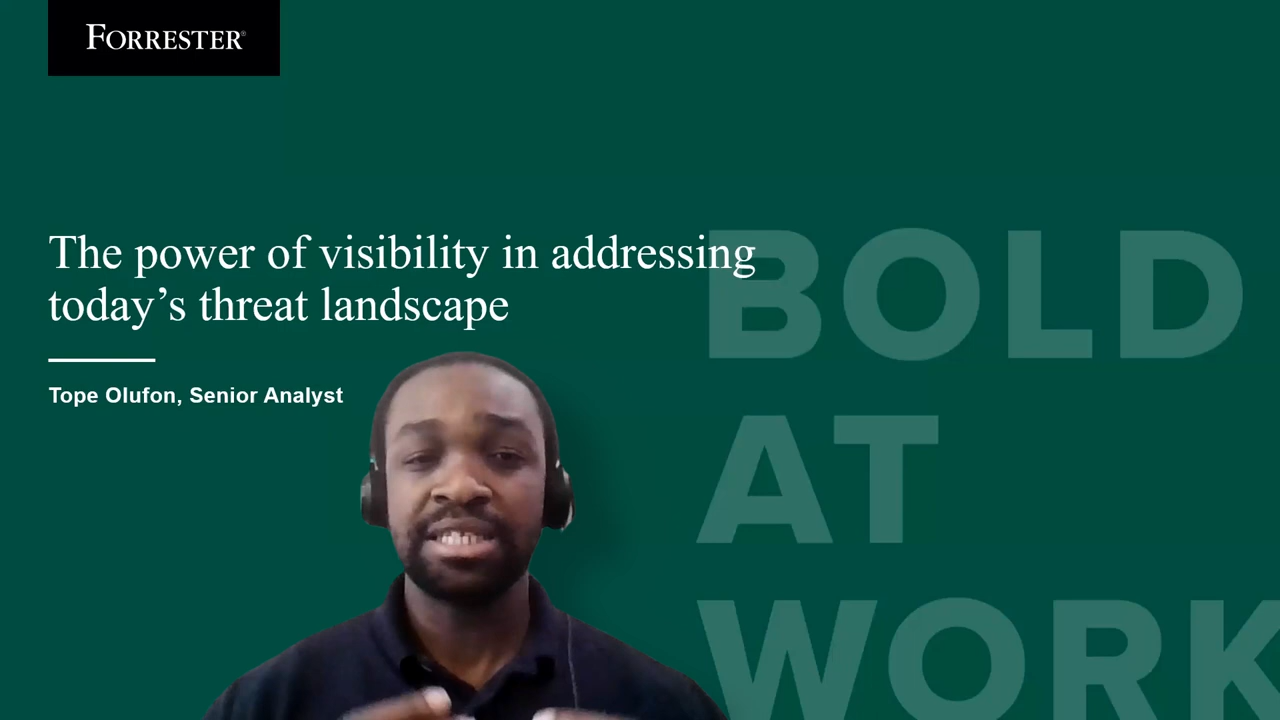 FORRESTER®
The power of visibility in addressing
today’s threat landscape
Tope Olufon, Senior Analyst
BOLD
AT
WORK